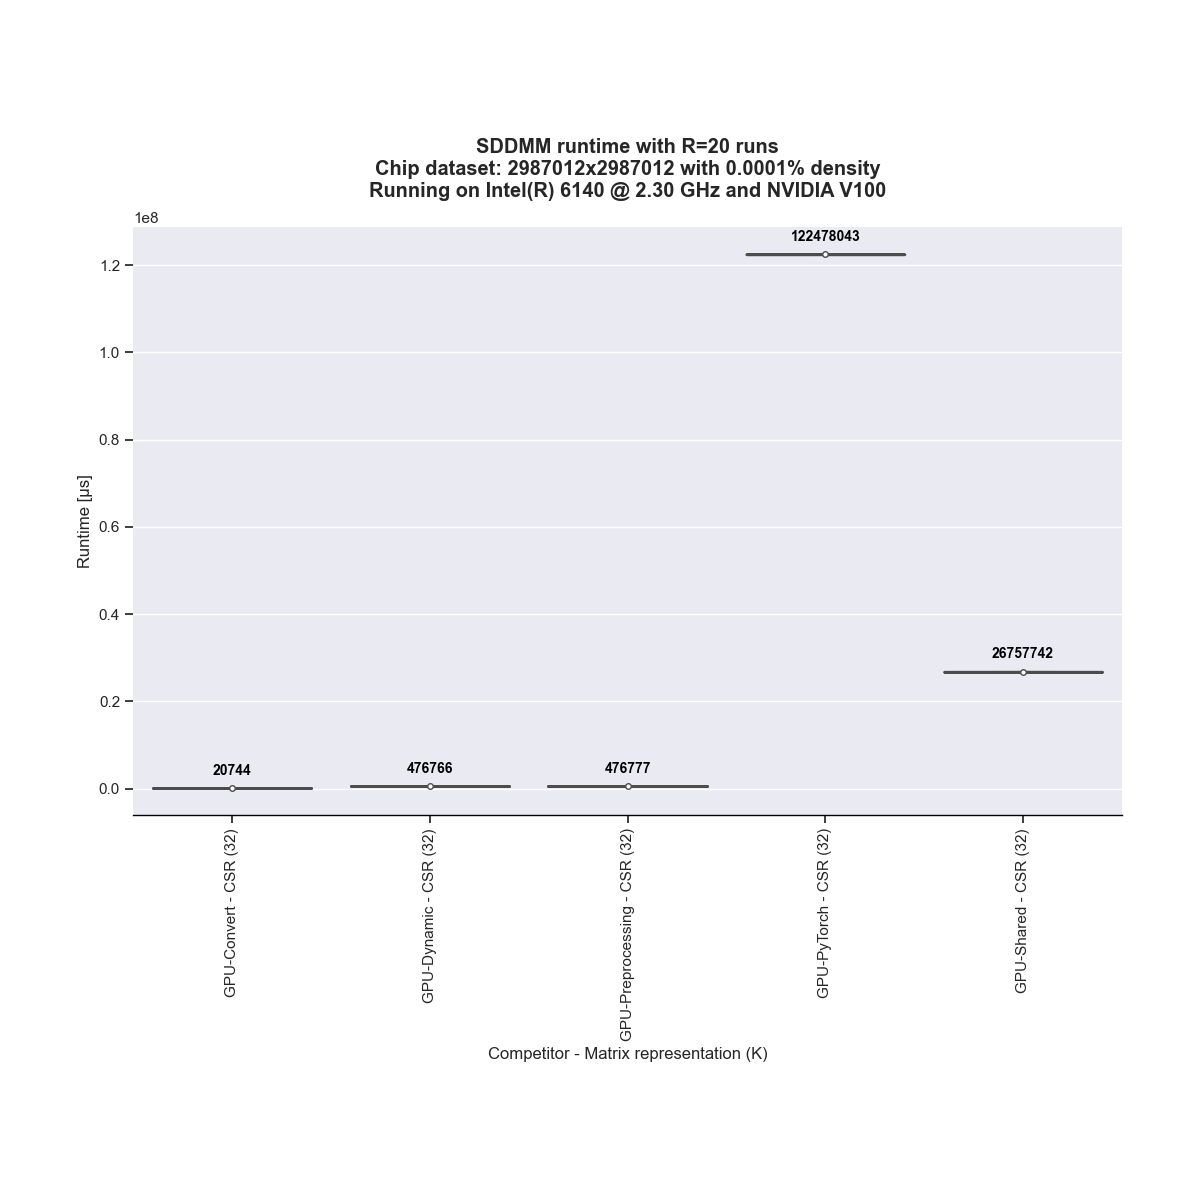 SDDMM runtime with R=20 runs
Chip dataset: 2987012x2987012 with 0.0001% density
Running on Intel(R) 6140 @ 2.30 GHz and NVIDIA V100
1e8
1.2
1.0
0.8
0.6
0.4
0.2
0.0
Runtime [µs]
20744
476766
476777
122478043
26757742
GPU-Convert - CSR (32)
GPU-Dynamic - CSR (32)
GPU-Preprocessing - CSR (32)
GPU-PyTorch - CSR (32)
GPU-Shared - CSR (32)
Competitor - Matrix representation (K)